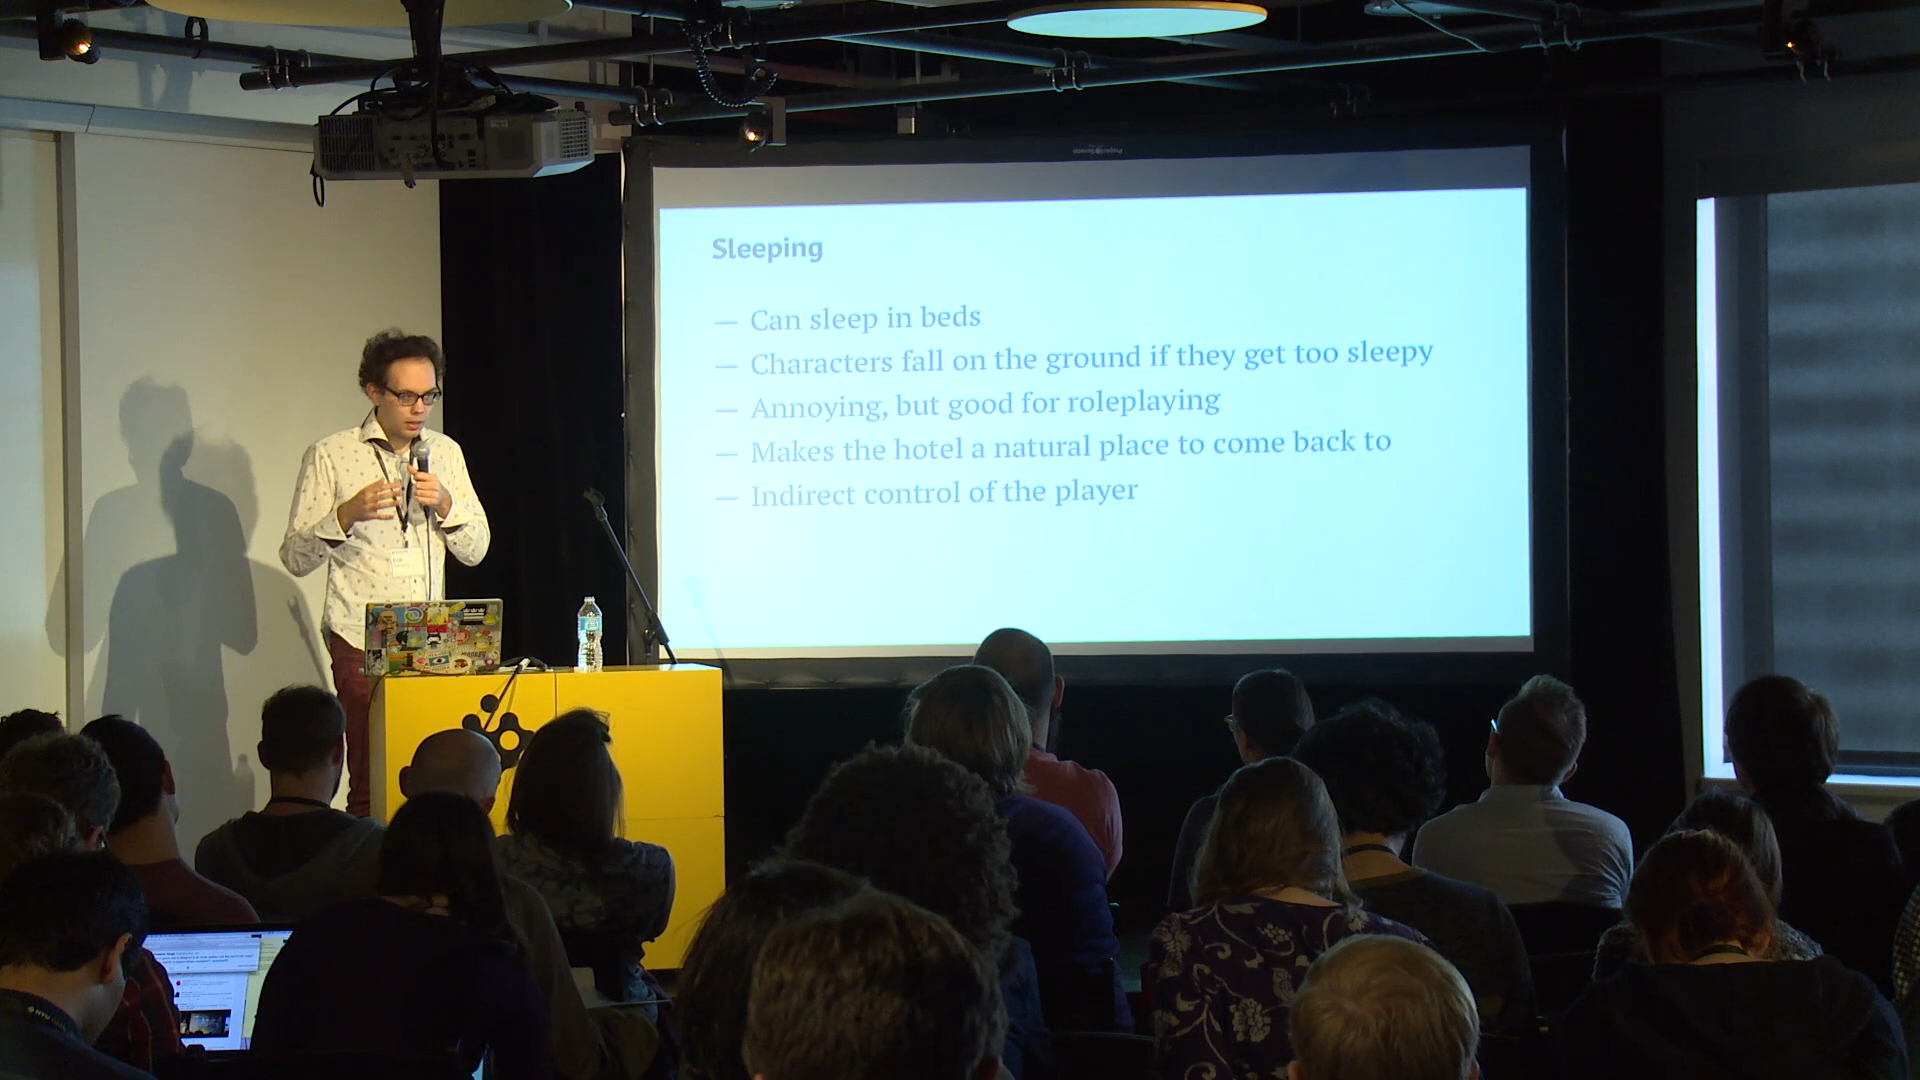 Sleeping
— Can sleep in beds
— Characters fall on the ground if they get too sleepy
— Annoying, but good for roleplaying
— Makes the hotel a natural place to come back to
— Indirect control of the player